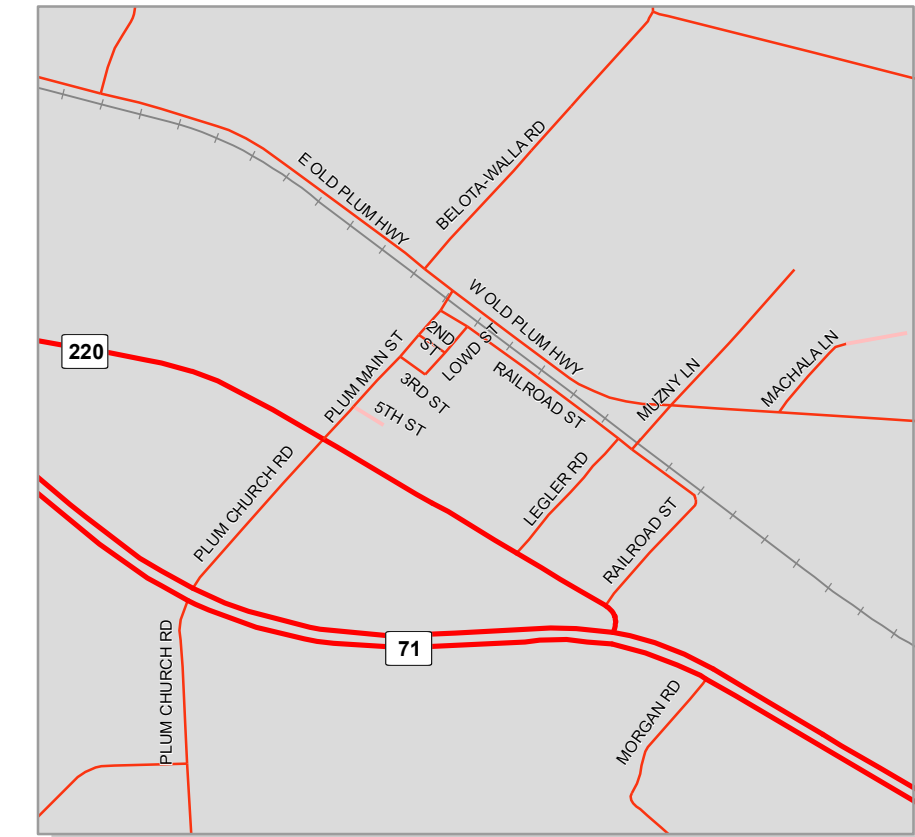 E OLD PLUM HWY
BELOTA-WALLA RD
W OLD PLUM HWY
220
2ND
ST
LOWD ST
PLUM MAIN ST
3RD ST
5TH ST
RAILROAD ST
MUZNY LN
MACHALA LN
PLUM CHURCH RD
LEGLER RD
RAILROAD ST
71
PLUM CHURCH RD
MORGAN RD